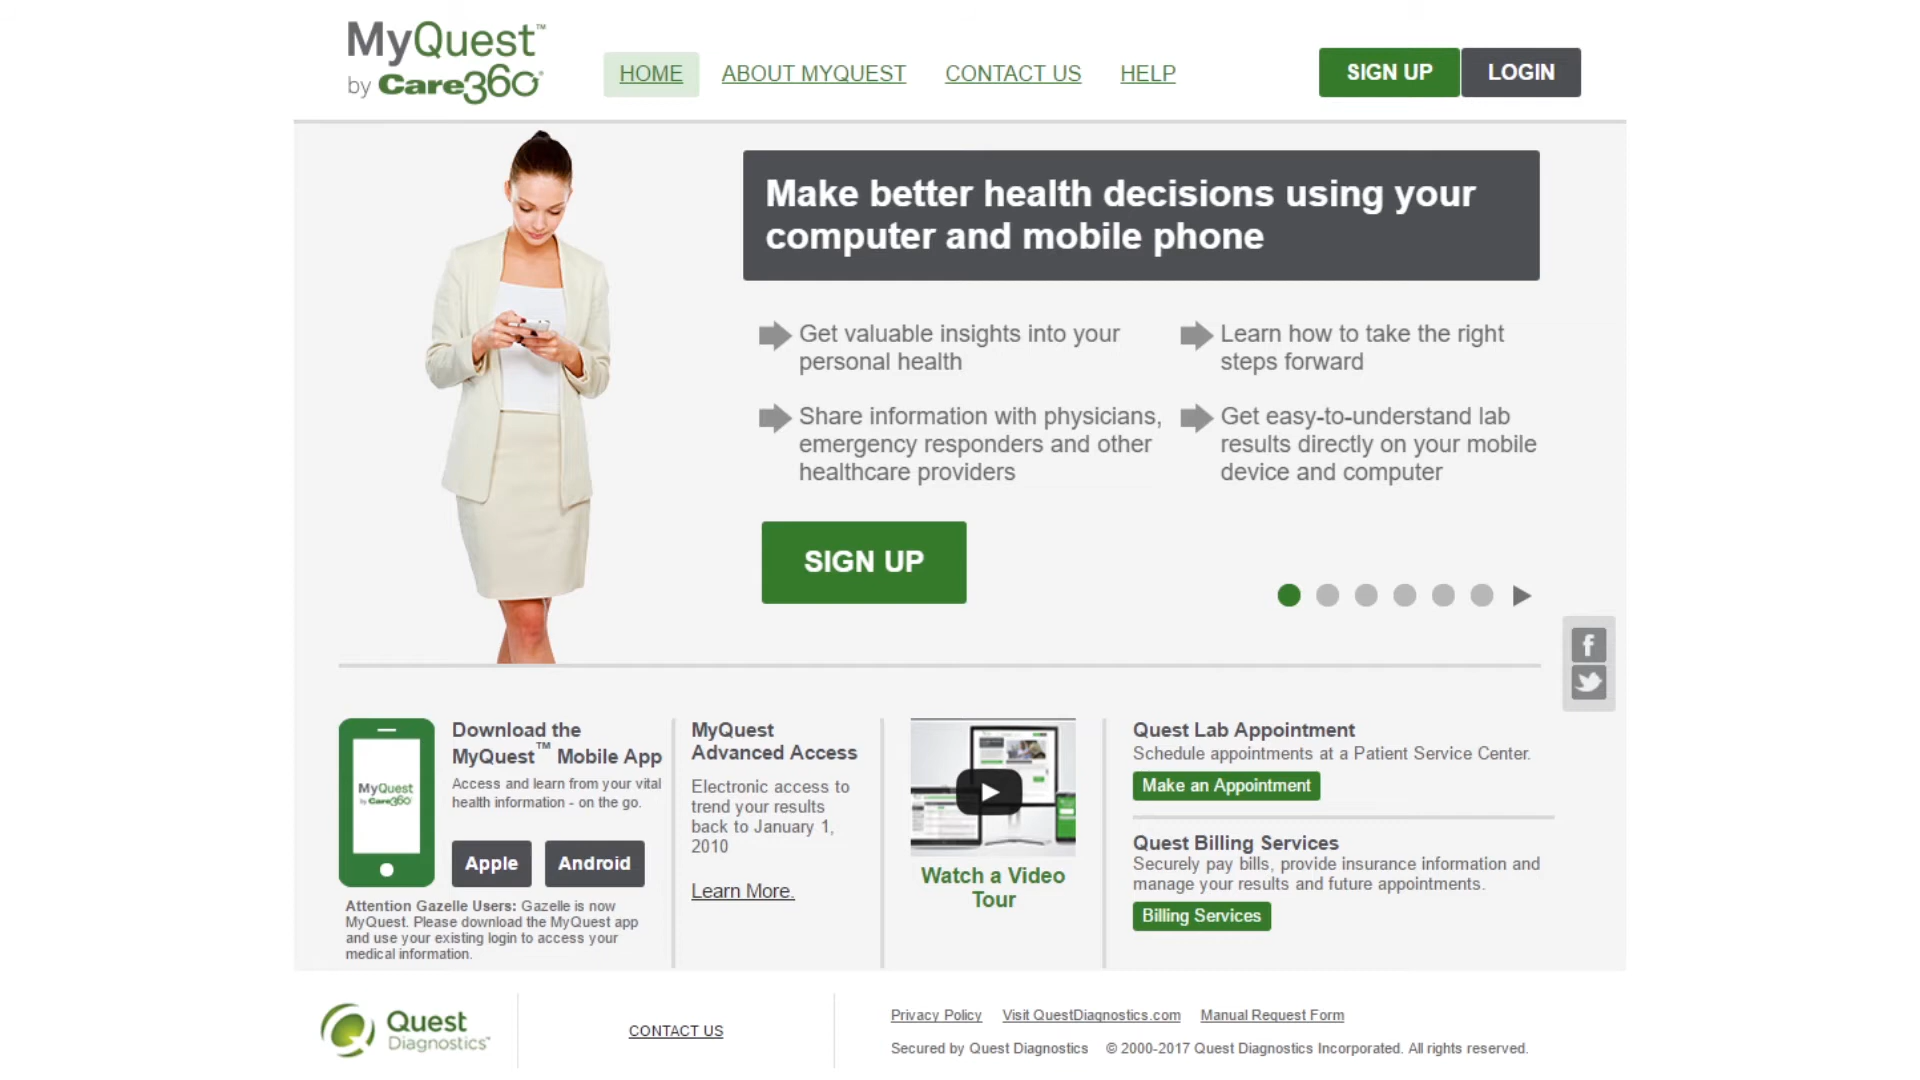 MyQuest™
by Care360®
HOME
ABOUT MYQUEST
CONTACT US
HELP
SIGN UP
LOGIN
Make better health decisions using your
computer and mobile phone
Get valuable insights into your
personal health
Learn how to take the right
steps forward
Share information with physicians,
emergency responders and other
healthcare providers
Get easy-to-understand lab
results directly on your mobile
device and computer
SIGN UP
f
MyQuest
by Care360
Download the
MyQuest™ Mobile App
Access and learn from your vital
health information - on the go.
Apple
Android
Attention Gazelle Users: Gazelle is now
MyQuest. Please download the MyQuest app
and use your existing login to access your
medical information.
MyQuest
Advanced Access
Electronic access to
trend your results
back to January 1,
2010
Learn More.
Watch a Video
Tour
Quest Lab Appointment
Schedule appointments at a Patient Service Center.
Make an Appointment
Quest Billing Services
Securely pay bills, provide insurance information and
manage your results and future appointments.
Billing Services
Quest
Diagnostics™
CONTACT US
Privacy Policy
Visit QuestDiagnostics.com
Manual Request Form
Secured by Quest Diagnostics
© 2000-2017 Quest Diagnostics Incorporated. All rights reserved.